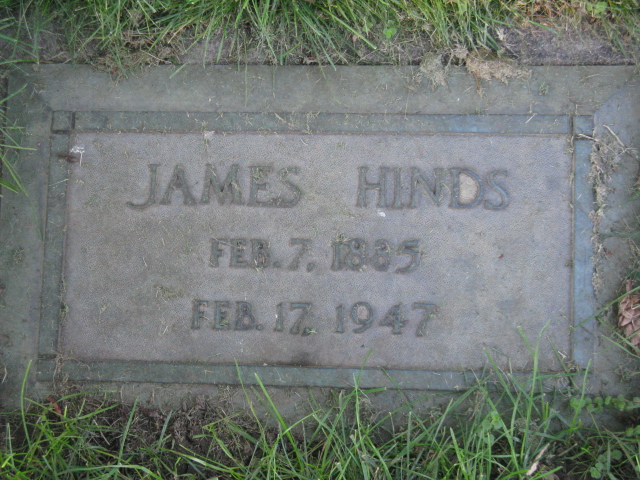 JAMES HINDS
FEB. 7, 1885
FEB. 17, 1947